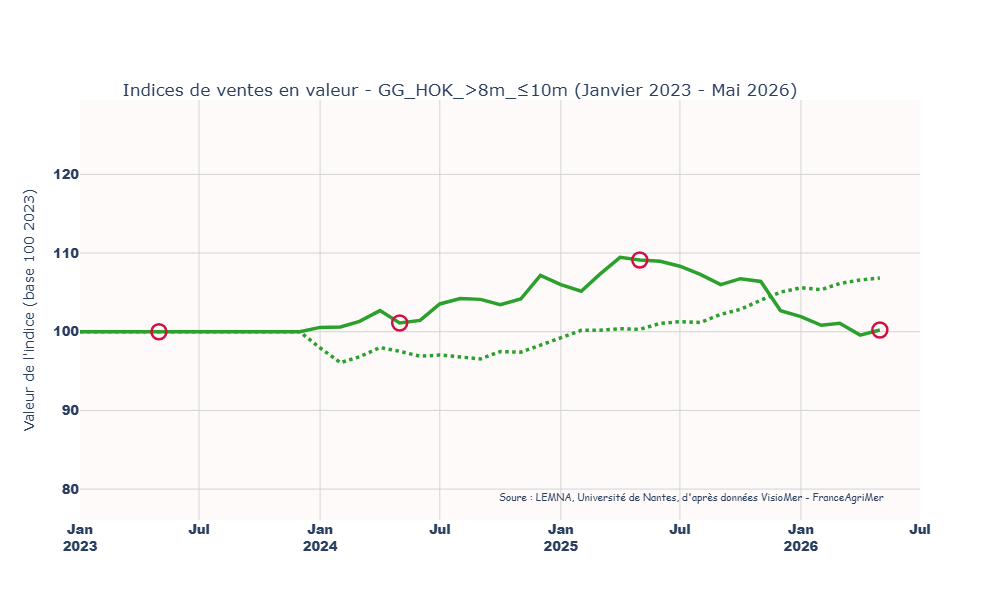 Indices de ventes en valeur - GG_HOK_>8m_≤10m (Janvier 2023 - Mai 2026)
Valeur de l'Indice (base 100 2023)
120
110
100
90
80
Soure : LEMNA, Université de Nantes, d'après données VisioMer - FranceAgriMer
Jan Jul Jan Jul Jan Jul Jan Jul
2023 2024 2025 2026